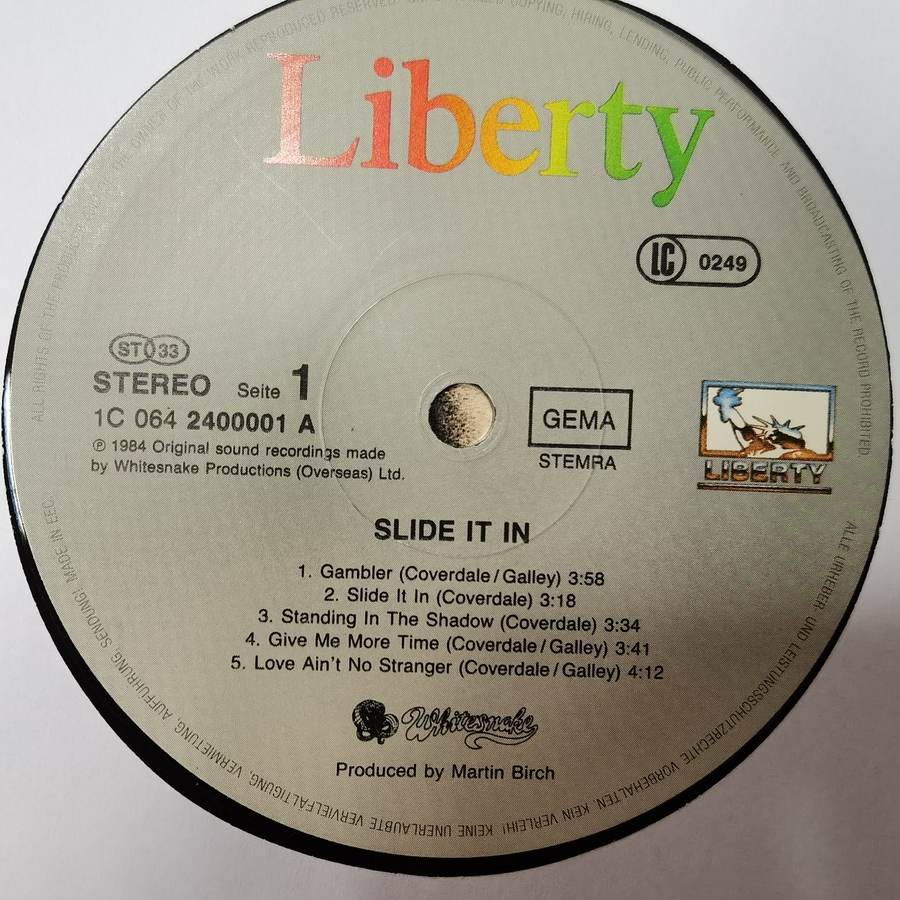 Liberty
LC 0249
ST 33
STEREO Seite 1
1C 064 2400001 A
℗ 1984 Original sound recordings made
by Whitesnake Productions (Overseas) Ltd.
GEMA
STEMRA
LIBERTY
SLIDE IT IN
1. Gambler (Coverdale/Galley) 3:58
2. Slide It In (Coverdale) 3:18
3. Standing In The Shadow (Coverdale) 3:34
4. Give Me More Time (Coverdale/Galley) 3:41
5. Love Ain't No Stranger (Coverdale/Galley) 4:12
Whitesnake
Produced by Martin Birch
ALL RIGHTS OF THE PRODUCER AND OF THE OWNER OF THE WORK REPRODUCED RESERVED. COPYING, HIRING, LENDING, PUBLIC PERFORMANCE AND BROADCASTING OF THE RECORD PROHIBITED.
ALLE URHEBER- UND LEISTUNGSSCHUTZRECHTE VORBEHALTEN. KEIN VERLEIH! KEINE UNERLAUBTE VERVIELFÄLTIGUNG, VERMIETUNG, AUFFÜHRUNG, SENDUNG! MADE IN EEC.